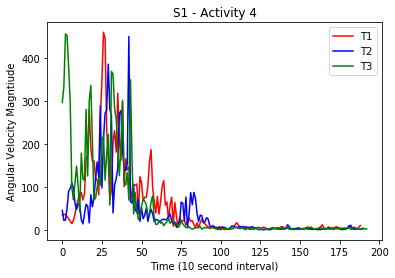 S1 - Activity 4
Angular Velocity Magntiude
400
300
200
100
0
T1
T2
T3
0 25 50 75 100 125 150 175 200
Time (10 second interval)